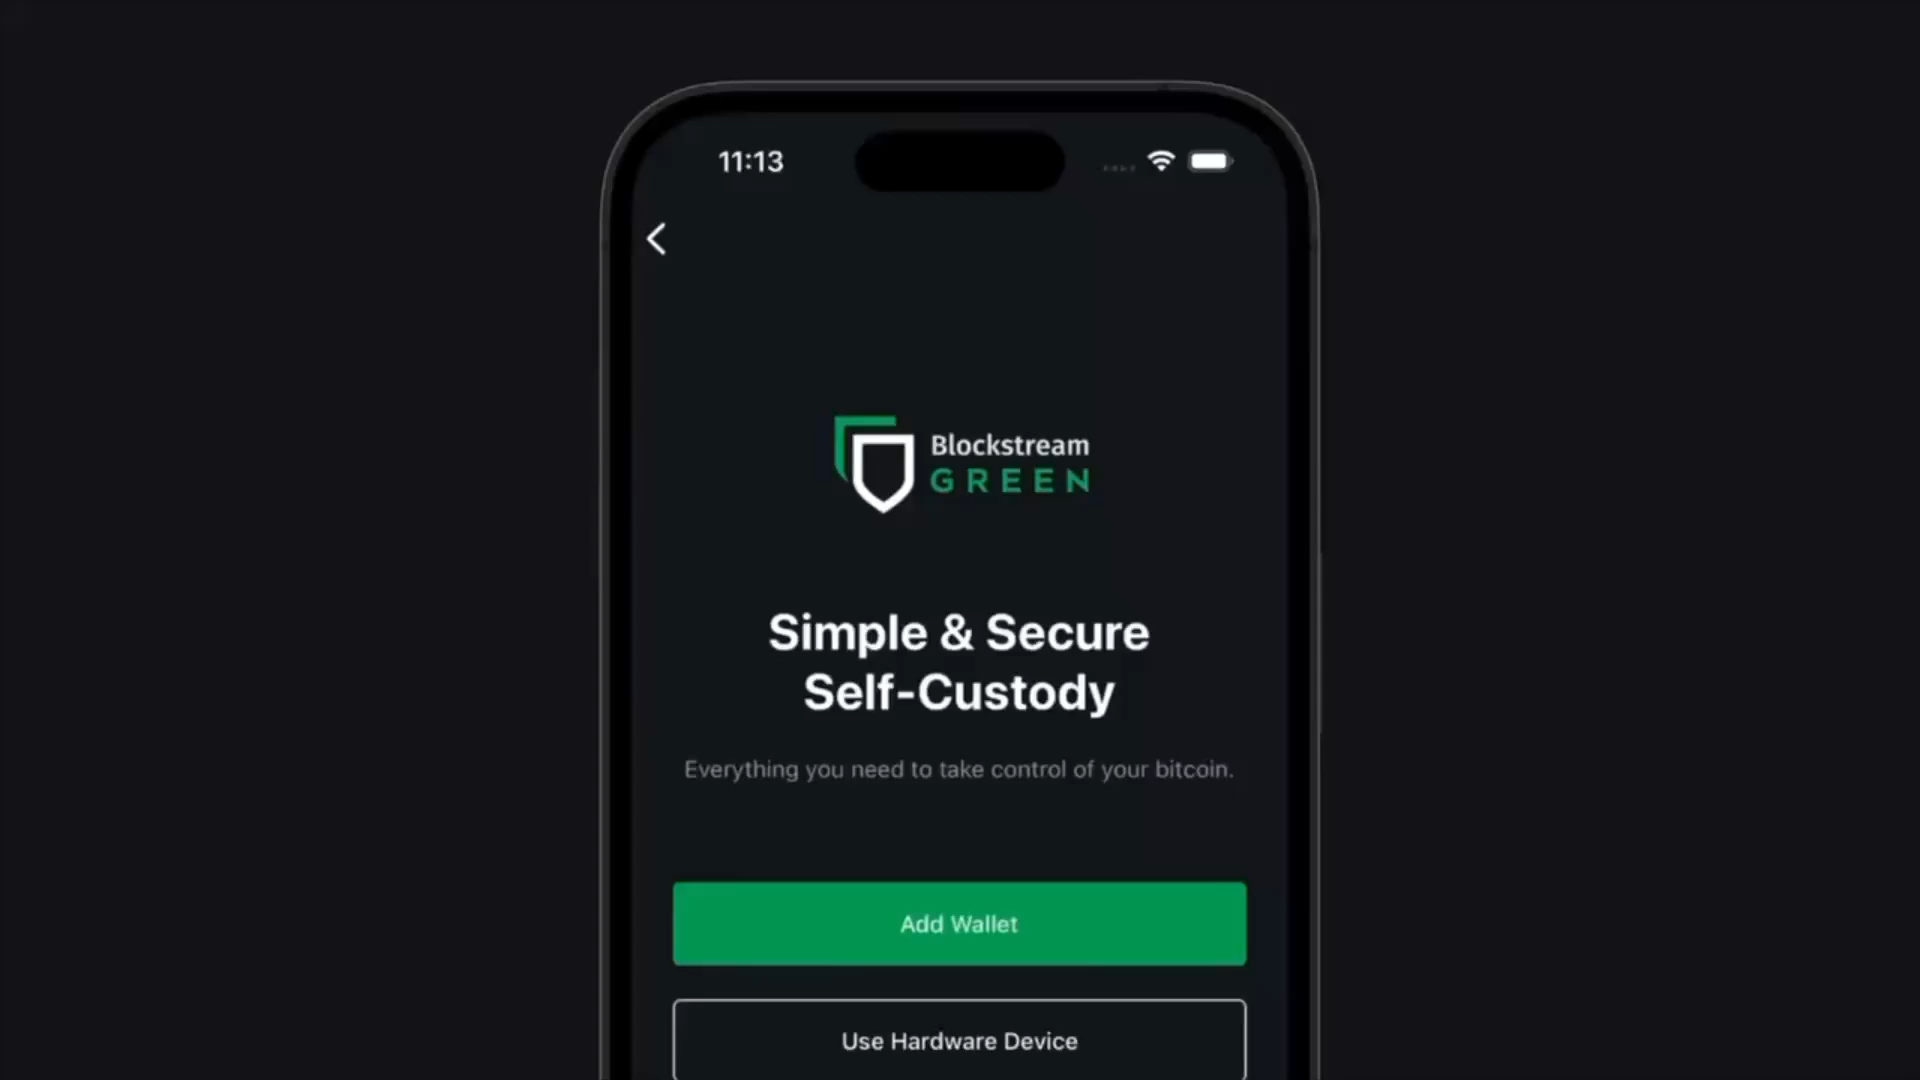 11:13
Blockstream
GREEN
Simple & Secure
Self-Custody
Everything you need to take control of your bitcoin.
Add Wallet
Use Hardware Device